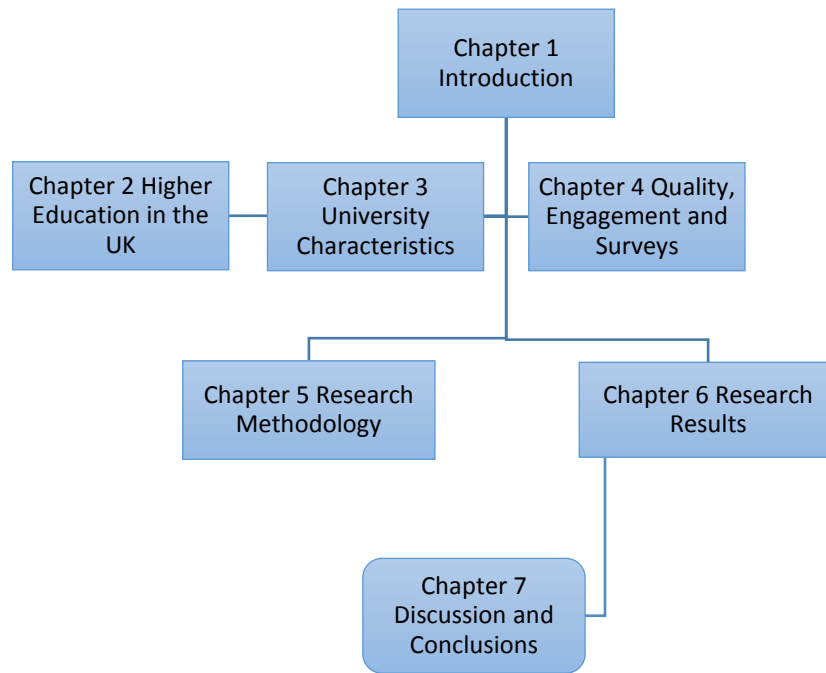 Chapter 1
Introduction
Chapter 2 Higher
Education in the
UK
Chapter 3
University
Characteristics
Chapter 4 Quality,
Engagement and
Surveys
Chapter 5 Research
Methodology
Chapter 6 Research
Results
Chapter 7
Discussion and
Conclusions